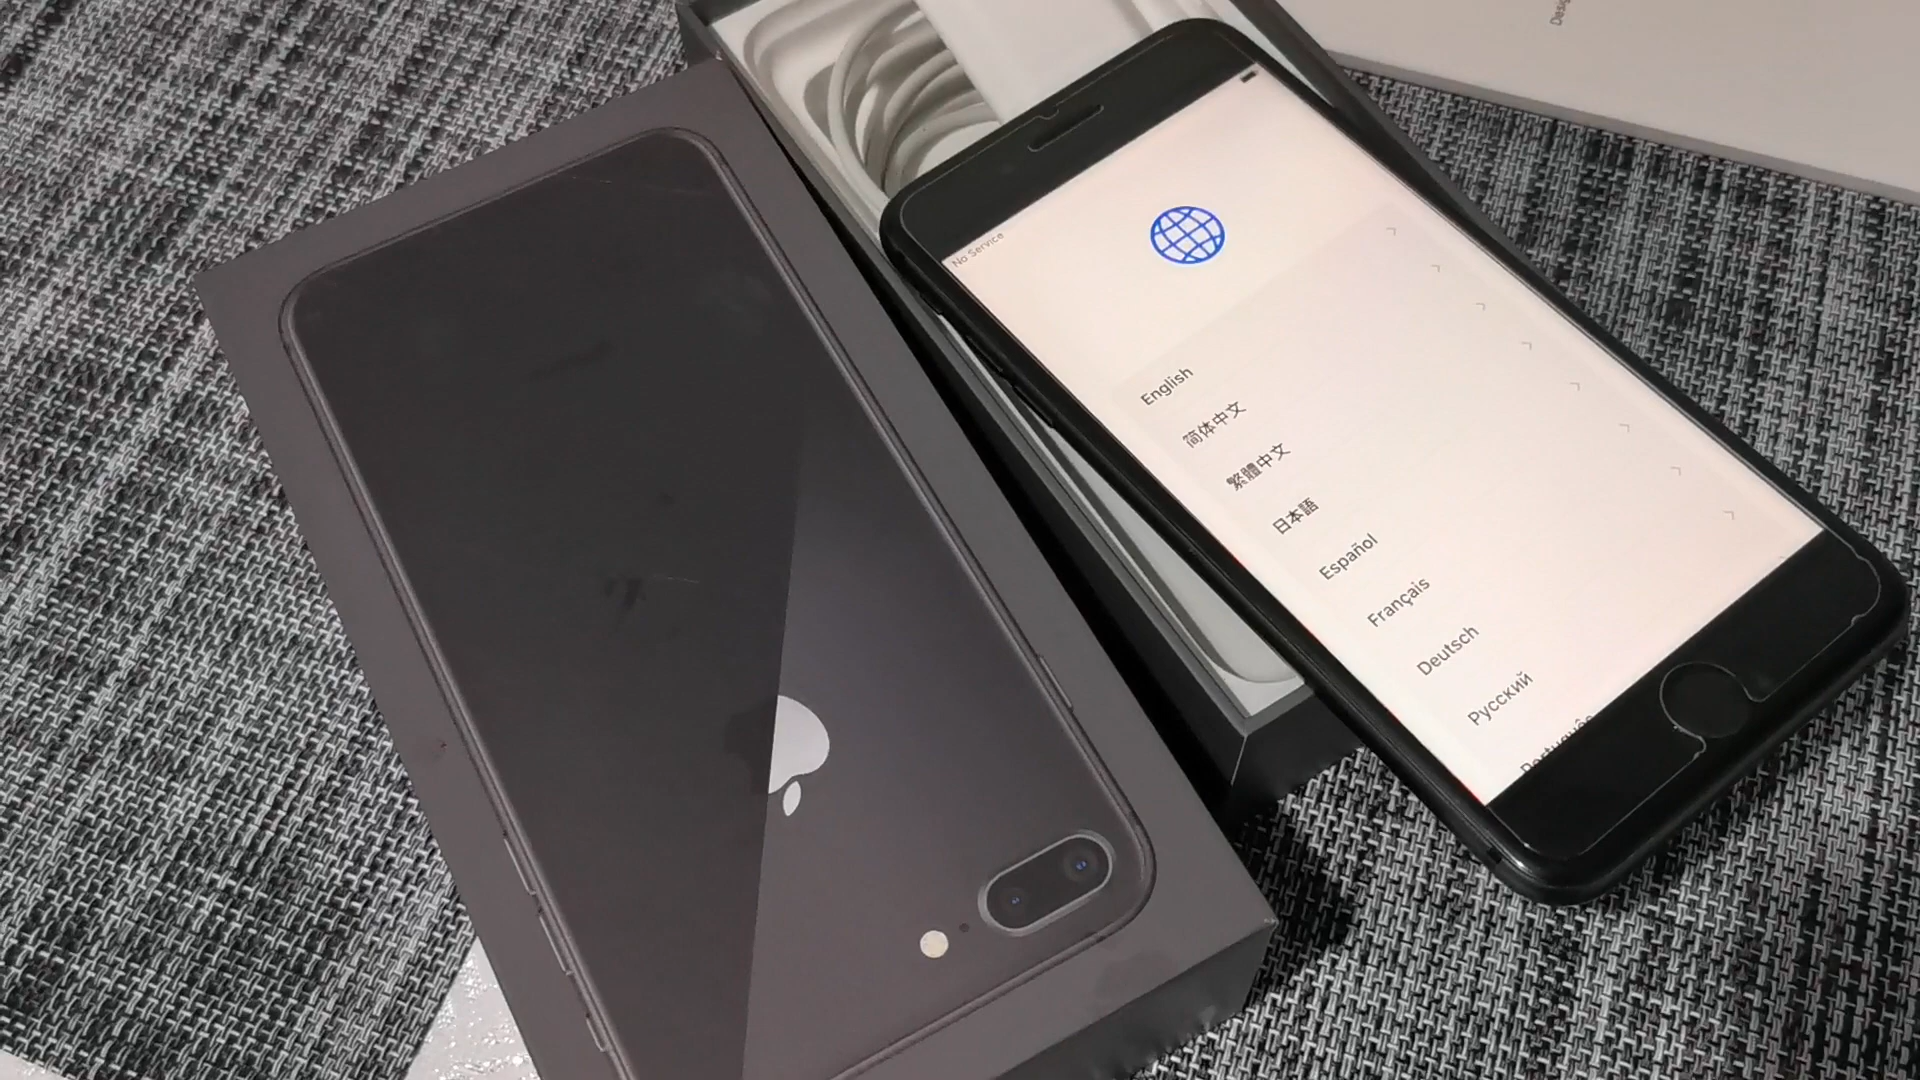 No Service
English
简体中文
繁體中文
日本語
Español
Français
Deutsch
Русский